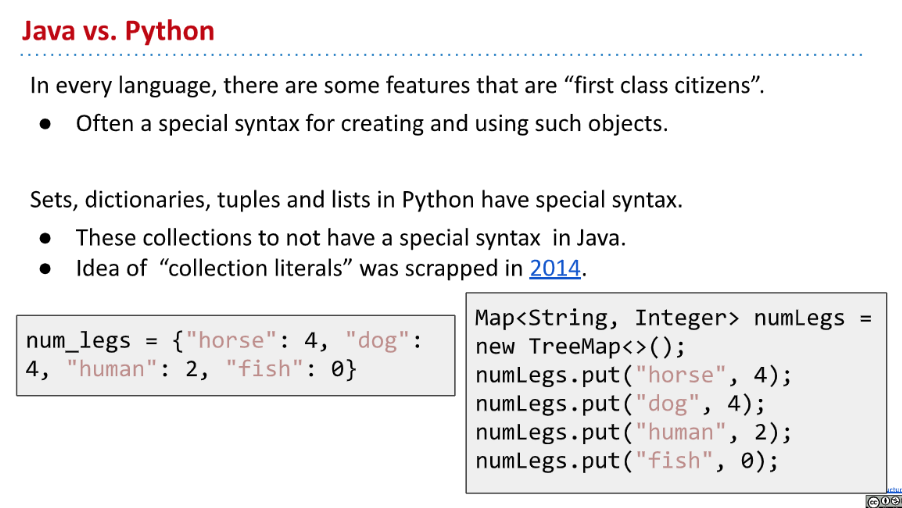 Java vs. Python
In every language, there are some features that are “first class citizens”.
● Often a special syntax for creating and using such objects.
Sets, dictionaries, tuples and lists in Python have special syntax.
● These collections to not have a special syntax in Java.
● Idea of “collection literals” was scrapped in 2014.
num_legs = {"horse": 4, "dog":
4, "human": 2, "fish": 0}
Map<String, Integer> numLegs =
new TreeMap<>();
numLegs.put("horse", 4);
numLegs.put("dog", 4);
numLegs.put("human", 2);
numLegs.put("fish", 0);